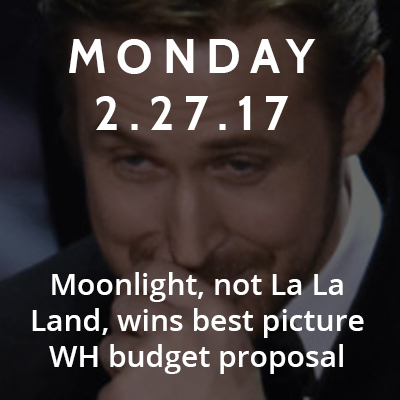 MONDAY
2.27.17
Moonlight, not La La
Land, wins best picture
WH budget proposal